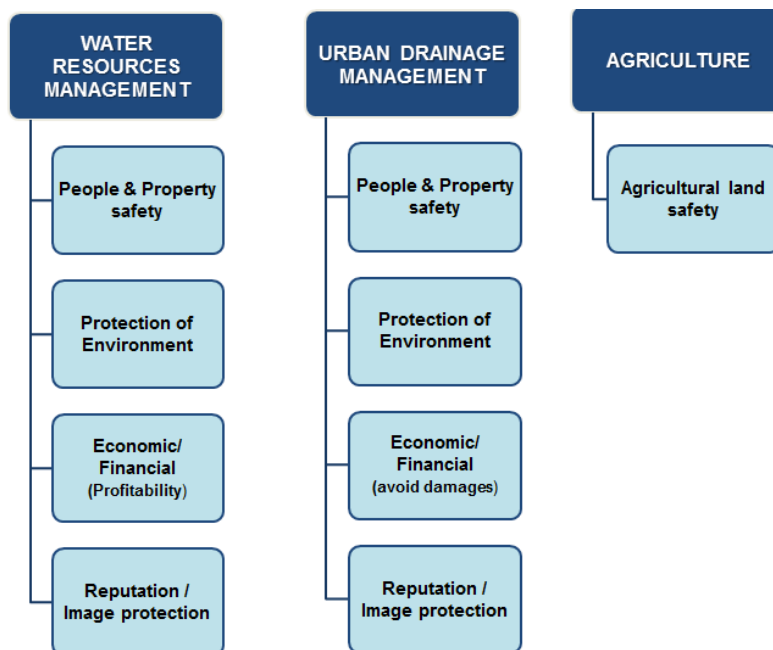 WATER
RESOURCES
MANAGEMENT
People & Property
safety
Protection of
Environment
Economic/
Financial
(Profitability)
Reputation /
Image protection
URBAN DRAINAGE
MANAGEMENT
People & Property
safety
Protection of
Environment
Economic/
Financial
(avoid damages)
Reputation /
Image protection
AGRICULTURE
Agricultural land
safety